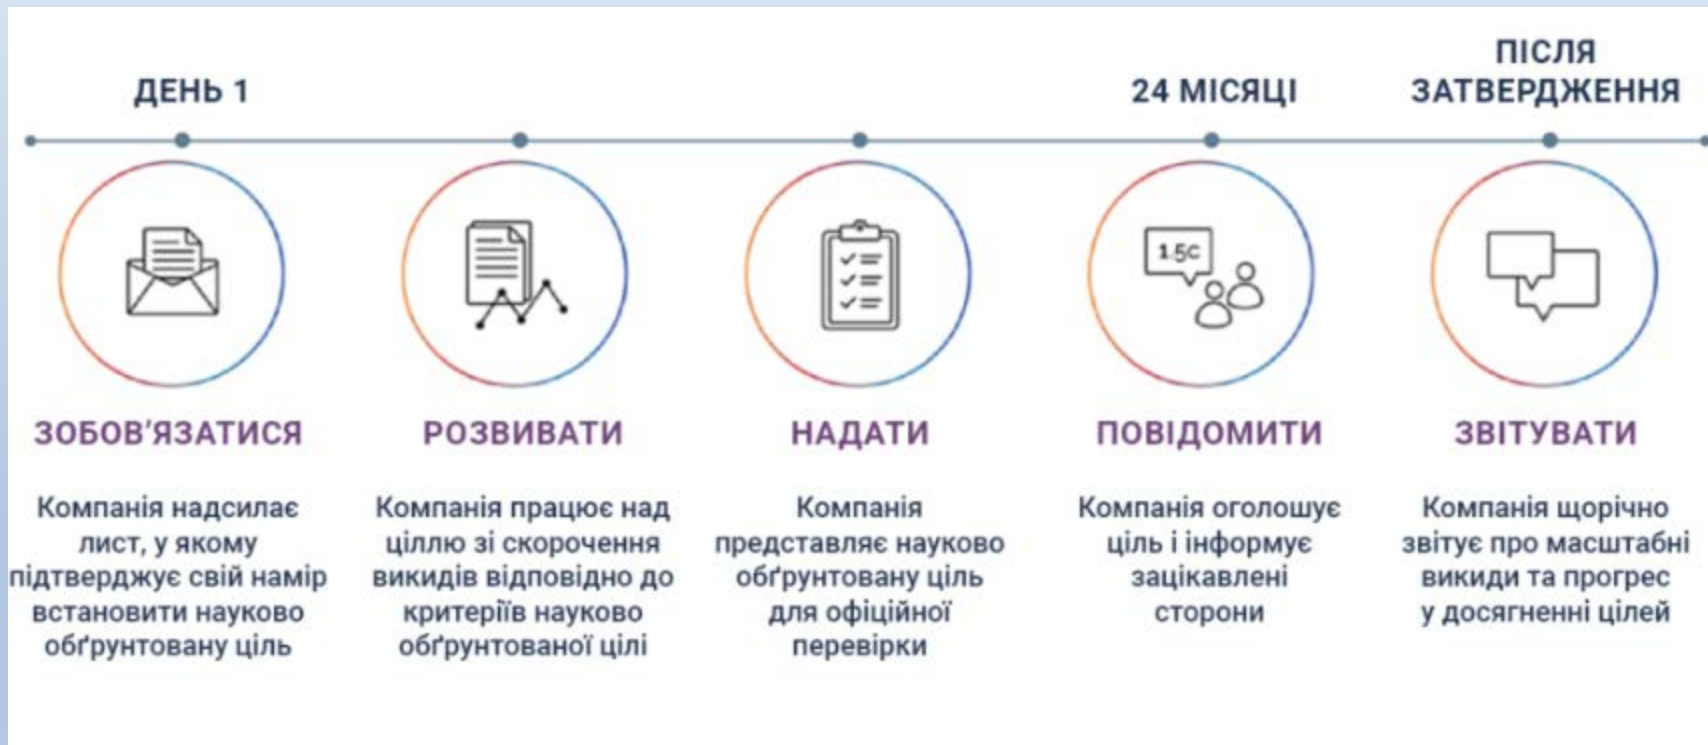 ДЕНЬ 1
24 МІСЯЦІ
ПІСЛЯ
ЗАТВЕРДЖЕННЯ
1.5c
ЗОБОВ'ЯЗАТИСЯ
Компанія надсилає
лист, у якому
підтверджує свій намір
встановити науково
обґрунтовану ціль
РОЗВИВАТИ
Компанія працює над
ціллю зі скорочення
викидів відповідно до
критеріїв науково
обґрунтованої цілі
НАДАТИ
Компанія
представляє науково
обґрунтовану ціль
для офіційної
перевірки
ПОВІДОМИТИ
Компанія оголошує
ціль і інформує
зацікавлені
сторони
ЗВІТУВАТИ
Компанія щорічно
звітує про масштабні
викиди та прогрес
у досягненні цілей